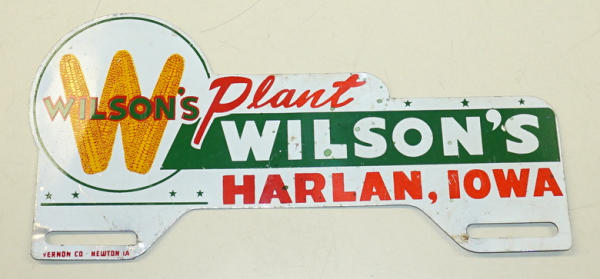 WILSON'S
Plant
WILSON'S
HARLAN, IOWA
VERNON CO - NEWTON IA